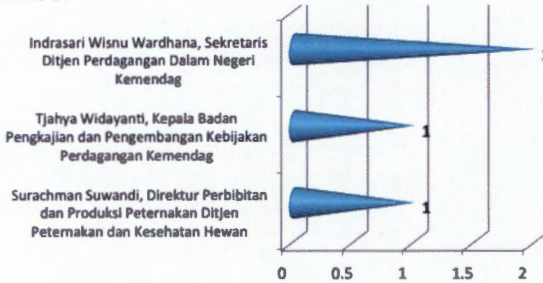 Indrasari Wisnu Wardhana, Sekretaris
Ditjen Perdagangan Dalam Negeri
Kemendag
Tjahya Widayanti, Kepala Badan
Pengkajian dan Pengembangan Kebijakan
Perdagangan Kemendag
1
Surachman Suwandi, Direktur Perbibitan
dan Produksi Peternakan Ditjen
Peternakan dan Kesehatan Hewan
1
0 0.5 1 1.5 2